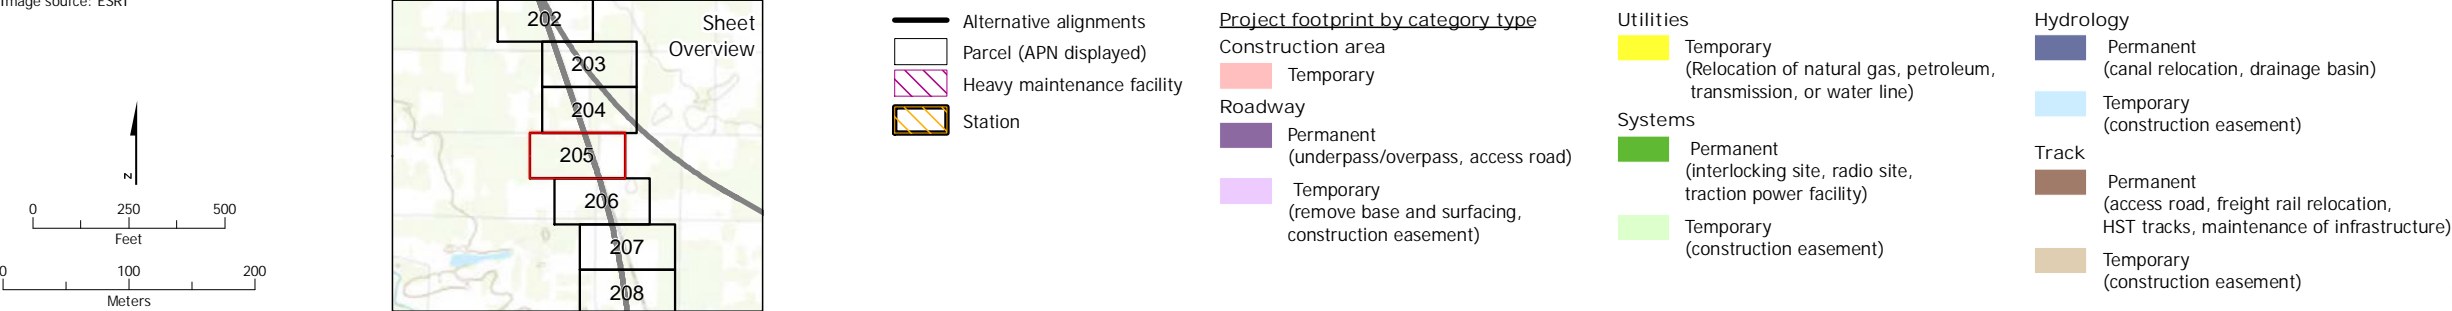 Image source: ESRI
N
0 250 500
Feet
0 100 200
Meters
Sheet
Overview
202
203
204
205
206
207
208
Alternative alignments
Parcel (APN displayed)
Heavy maintenance facility
Station
Project footprint by category type
Construction area
Temporary
Roadway
Permanent
(underpass/overpass, access road)
Temporary
(remove base and surfacing,
construction easement)
Utilities
Temporary
(Relocation of natural gas, petroleum,
transmission, or water line)
Systems
Permanent
(interlocking site, radio site,
traction power facility)
Temporary
(construction easement)
Hydrology
Permanent
(canal relocation, drainage basin)
Temporary
(construction easement)
Track
Permanent
(access road, freight rail relocation,
HST tracks, maintenance of infrastructure)
Temporary
(construction easement)